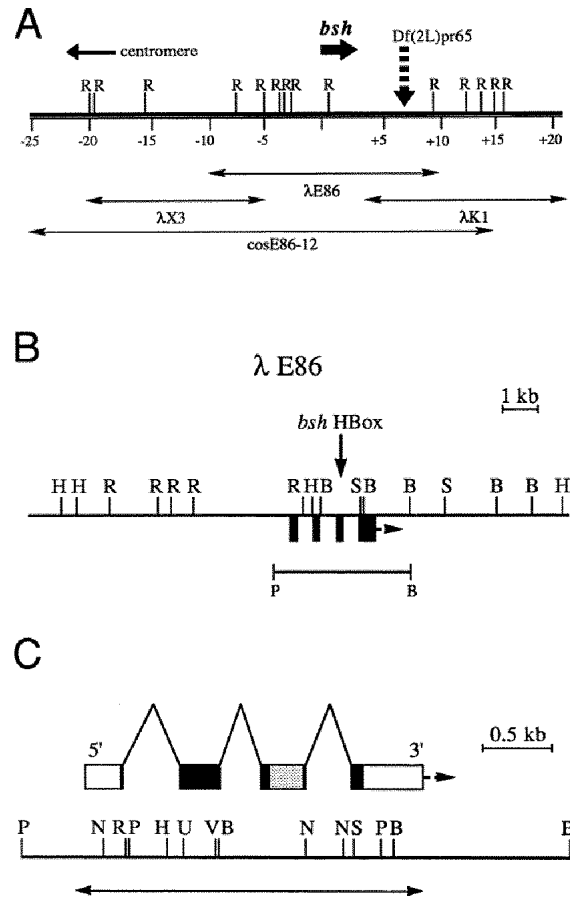 A
bsh
Df(2L)pr65
centromere
R R R R R R R R R R R R R R
-25 -20 -15 -10 -5 +5 +10 +15 +20
λE86
λX3 λK1
cosE86-12
B
λ E86
1 kb
bsh HBox
H H R R R R R H B S B B S B B H
P B
C
0.5 kb
5' 3'
P N R P H U V B N N S P B B